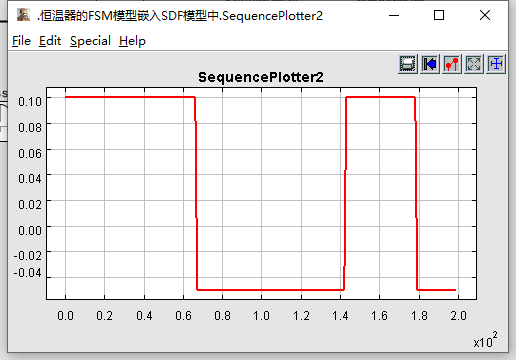 .恒温器的FSM模型嵌入SDF模型中.SequencePlotter2
File Edit Special Help
SequencePlotter2
0.10
0.08
0.06
0.04
0.02
0.00
-0.02
-0.04
0.0 0.2 0.4 0.6 0.8 1.0 1.2 1.4 1.6 1.8 2.0
x10²